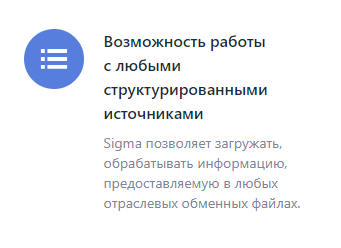 Возможность работы
с любыми
структурированными
источниками
Sigma позволяет загружать,
обрабатывать информацию,
предоставляемую в любых
отраслевых обменных файлах.